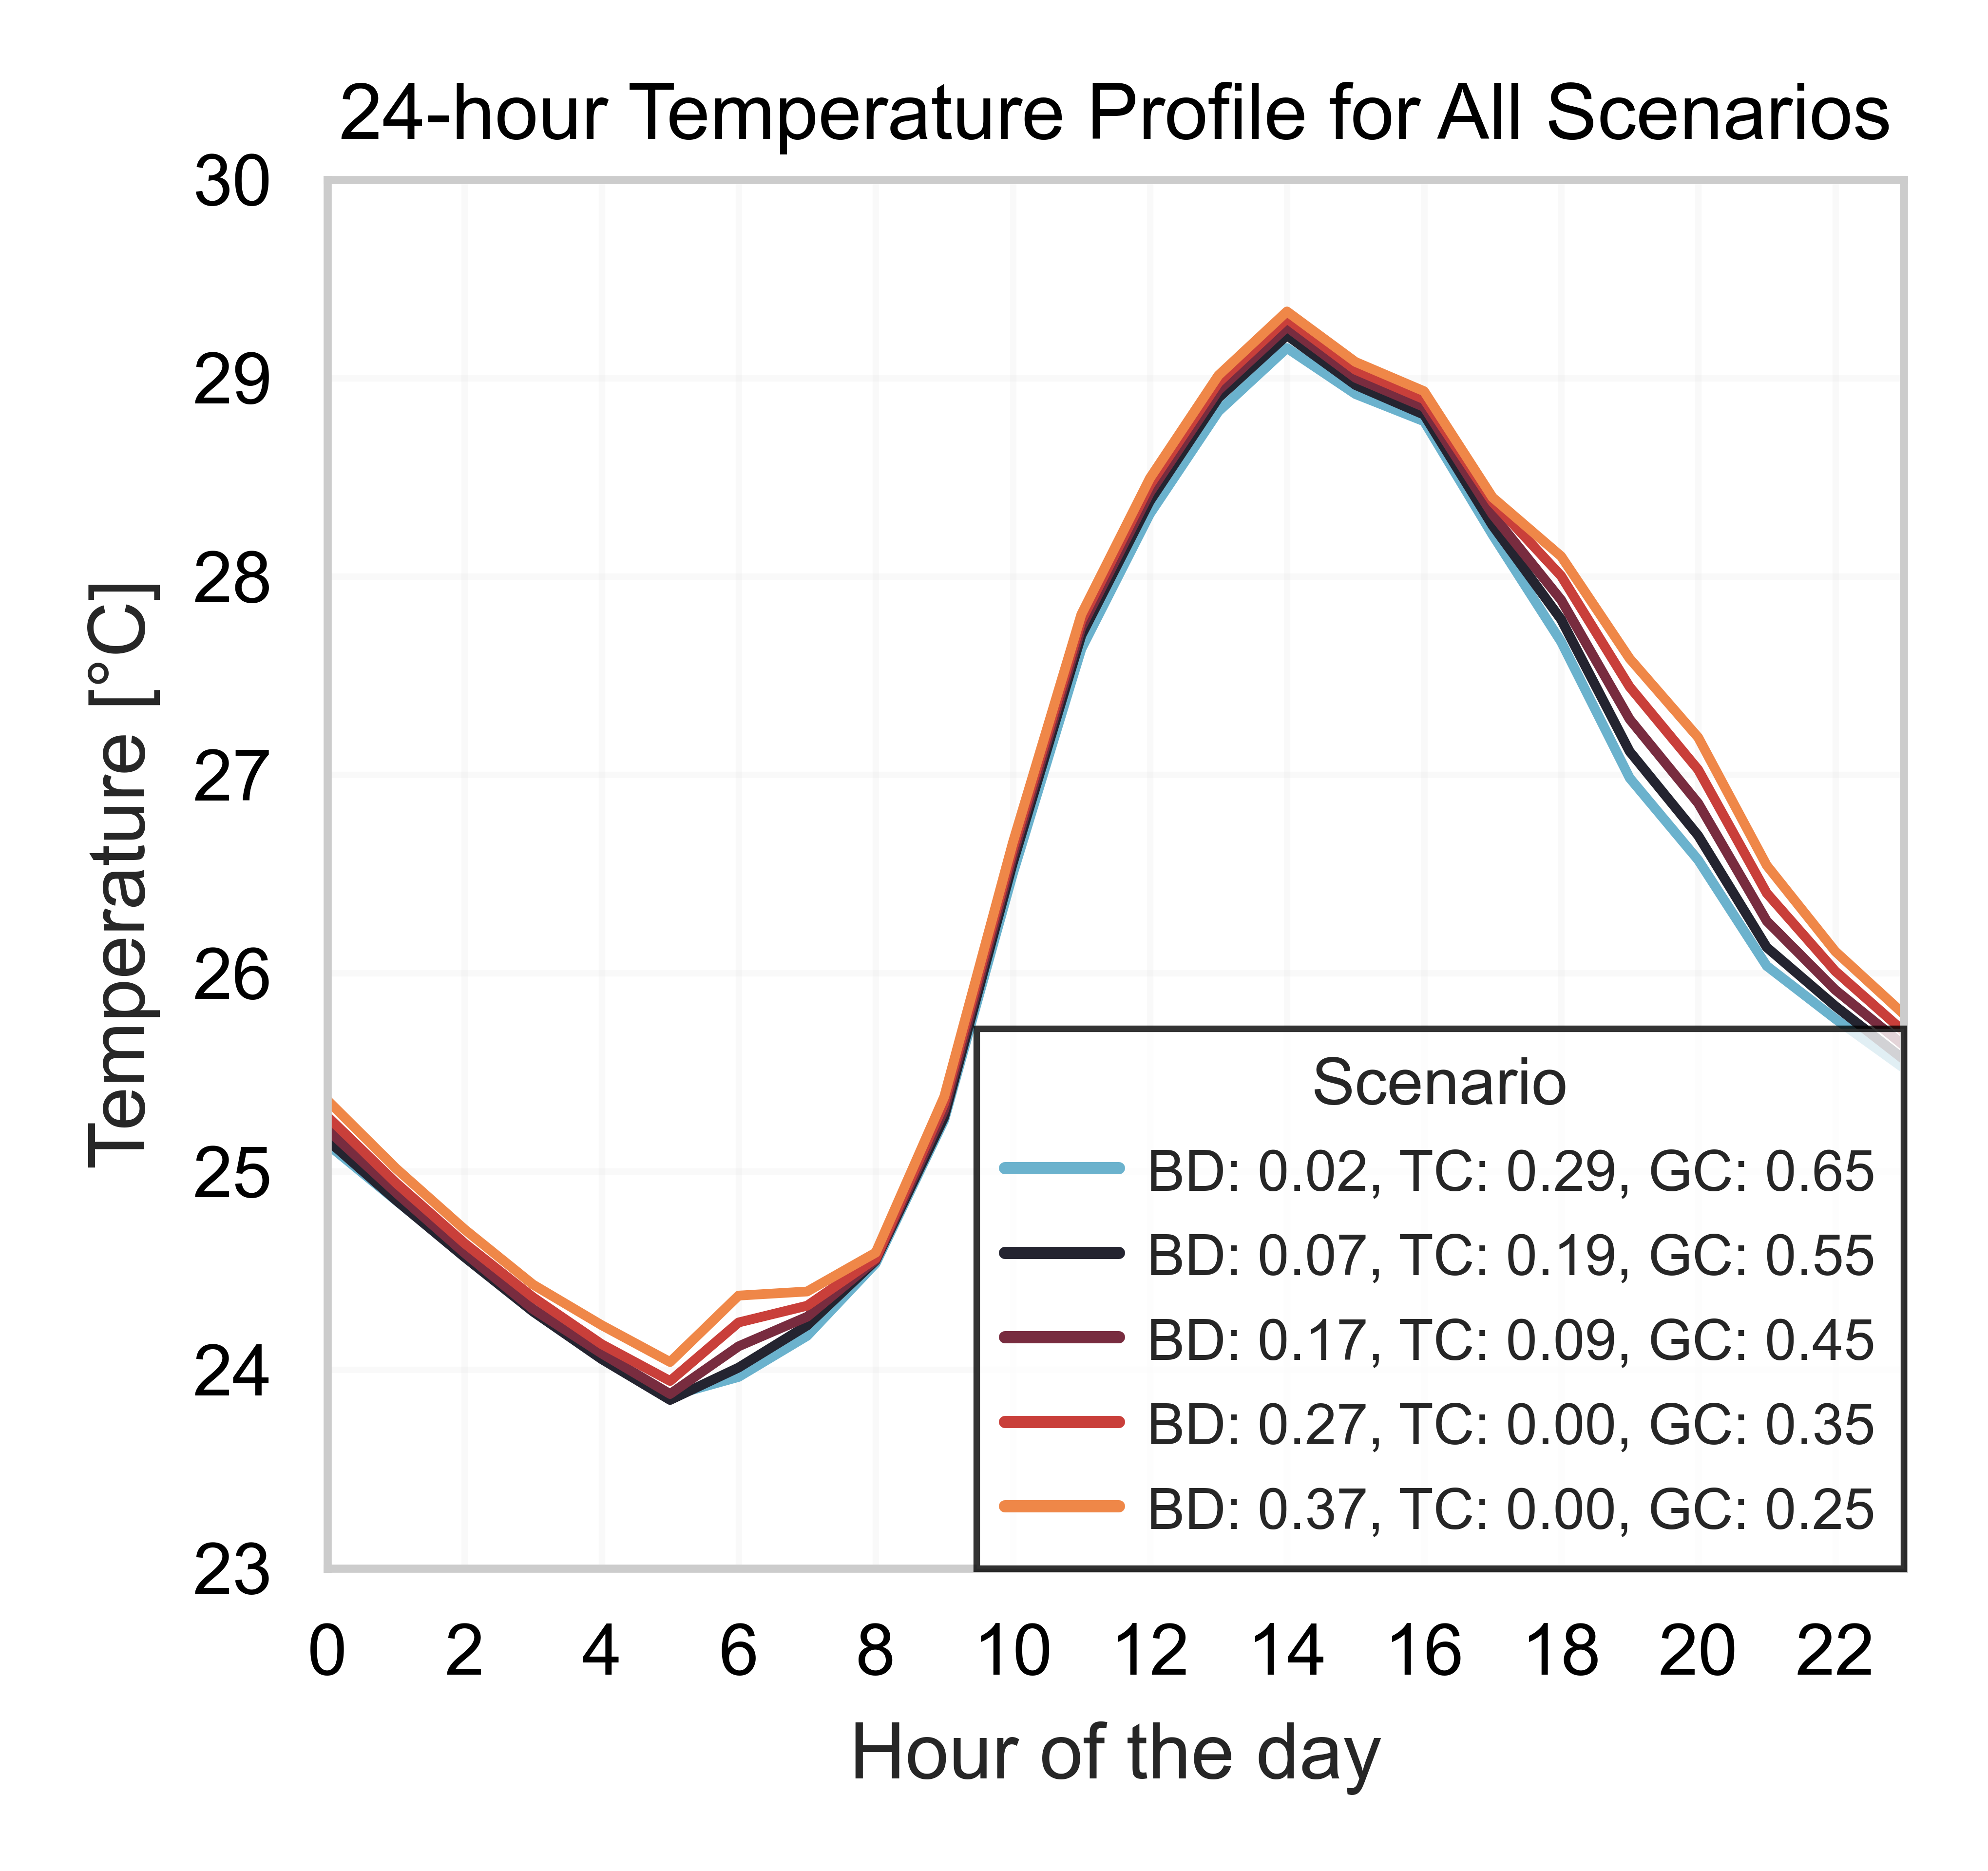 24-hour Temperature Profile for All Scenarios
30
29
28
27
26
25
24
23
Temperature [°C]
Scenario
BD: 0.02, TC: 0.29, GC: 0.65
BD: 0.07, TC: 0.19, GC: 0.55
BD: 0.17, TC: 0.09, GC: 0.45
BD: 0.27, TC: 0.00, GC: 0.35
BD: 0.37, TC: 0.00, GC: 0.25
0 2 4 6 8 10 12 14 16 18 20 22
Hour of the day